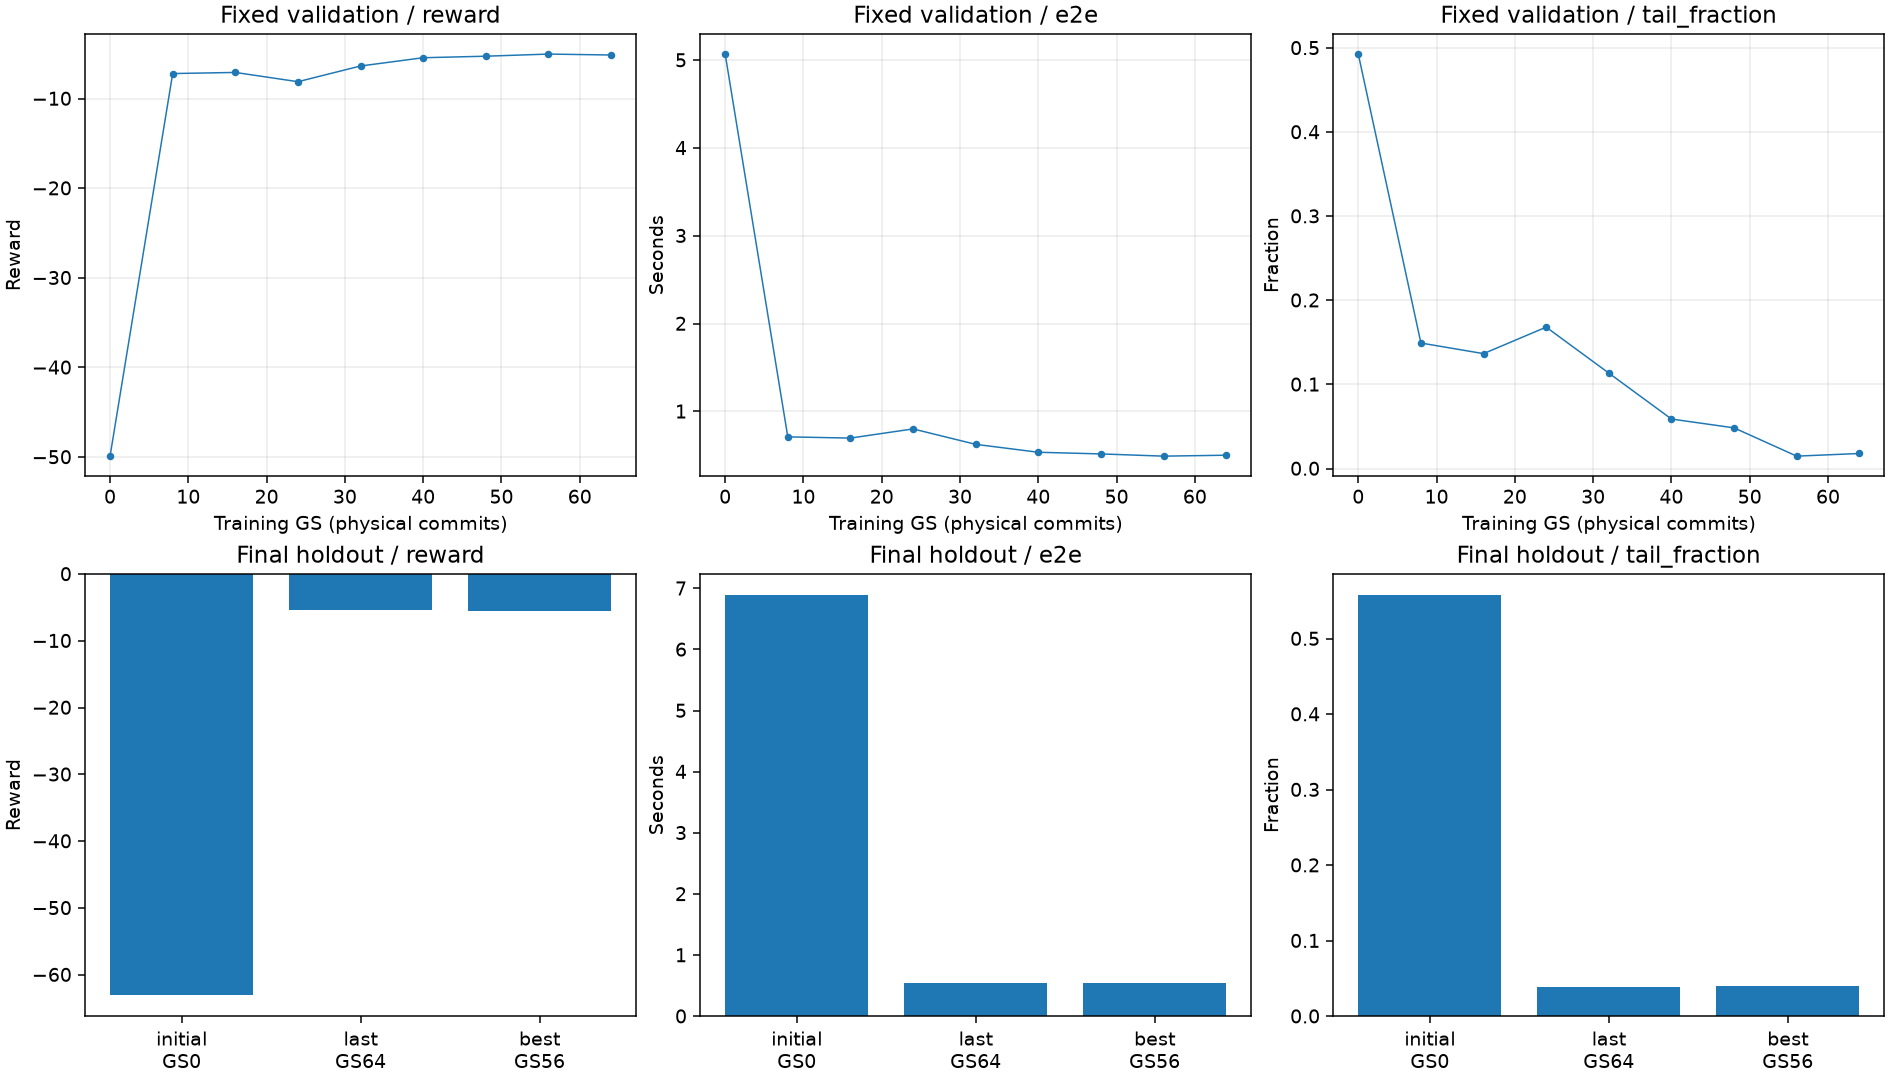 Fixed validation / reward
Reward
−10
−20
−30
−40
−50
0 10 20 30 40 50 60
Training GS (physical commits)
Fixed validation / e2e
Seconds
5
4
3
2
1
0 10 20 30 40 50 60
Training GS (physical commits)
Fixed validation / tail_fraction
Fraction
0.5
0.4
0.3
0.2
0.1
0.0
0 10 20 30 40 50 60
Training GS (physical commits)
Final holdout / reward
Reward
0
−10
−20
−30
−40
−50
−60
initial last best
GS0 GS64 GS56
Final holdout / e2e
Seconds
7
6
5
4
3
2
1
0
initial last best
GS0 GS64 GS56
Final holdout / tail_fraction
Fraction
0.5
0.4
0.3
0.2
0.1
0.0
initial last best
GS0 GS64 GS56